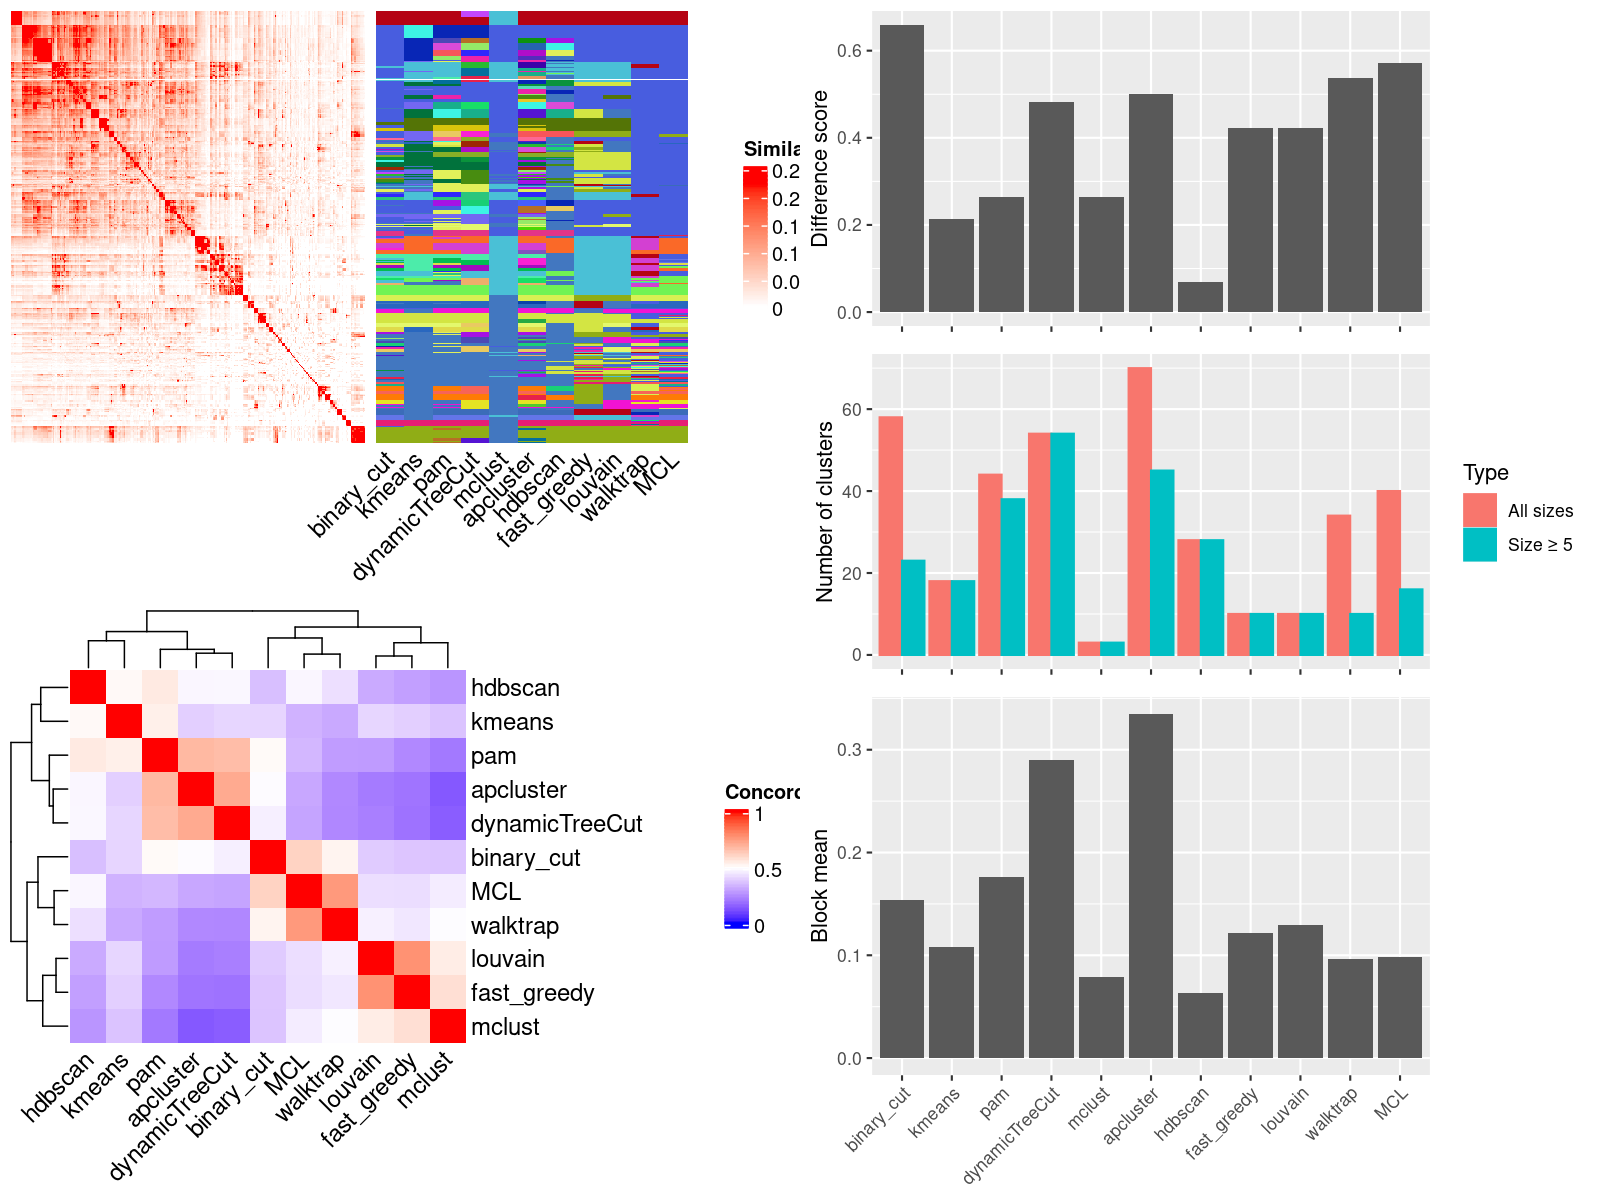 Simila
0.2
0.2
0.1
0.1
0.0
0
binary_cut
kmeans
pam
dynamicTreeCut
mclust
apcluster
hdbscan
fast_greedy
louvain
walktrap
MCL
hdbscan
kmeans
pam
apcluster
dynamicTreeCut
binary_cut
MCL
walktrap
louvain
fast_greedy
mclust
hdbscan
kmeans
pam
apcluster
dynamicTreeCut
binary_cut
MCL
walktrap
louvain
fast_greedy
mclust
Concord
1
0.5
0
Difference score
0.6
0.4
0.2
0.0
Number of clusters
60
40
20
0
Type
All sizes
Size ≥ 5
Block mean
0.3
0.2
0.1
0.0
binary_cut
kmeans
pam
dynamicTreeCut
mclust
apcluster
hdbscan
fast_greedy
louvain
walktrap
MCL